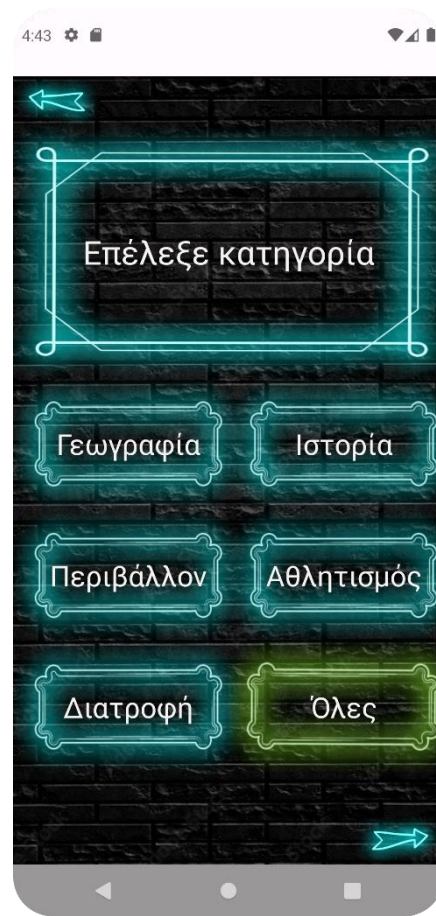 4:43
Επέλεξε κατηγορία
Γεωγραφία
Ιστορία
Περιβάλλον
Αθλητισμός
Διατροφή
Όλες